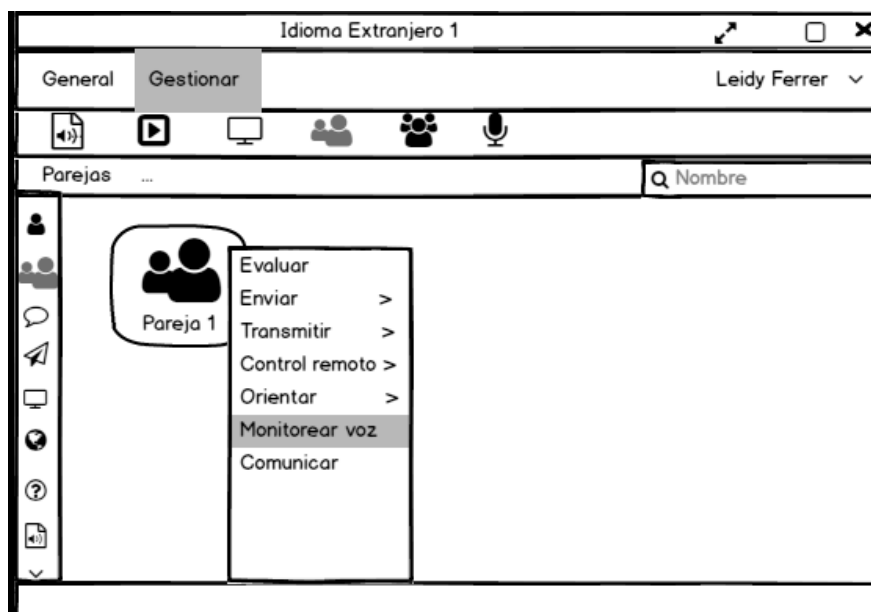 Idioma Extranjero 1
General Gestionar Leidy Ferrer
Parejas ... Nombre
Pareja 1
Evaluar
Enviar >
Transmitir >
Control remoto >
Orientar >
Monitorear voz
Comunicar